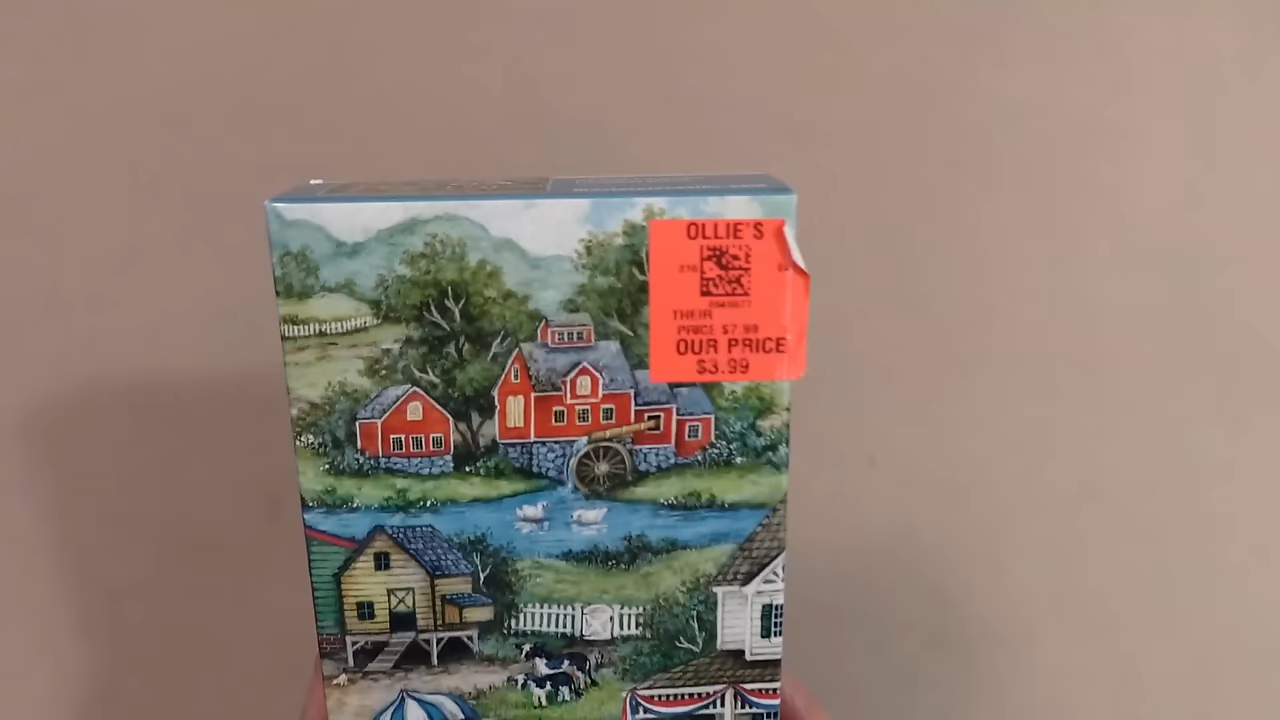 OLLIE'S
THEIR
PRICE $7.99
OUR PRICE
$3.99